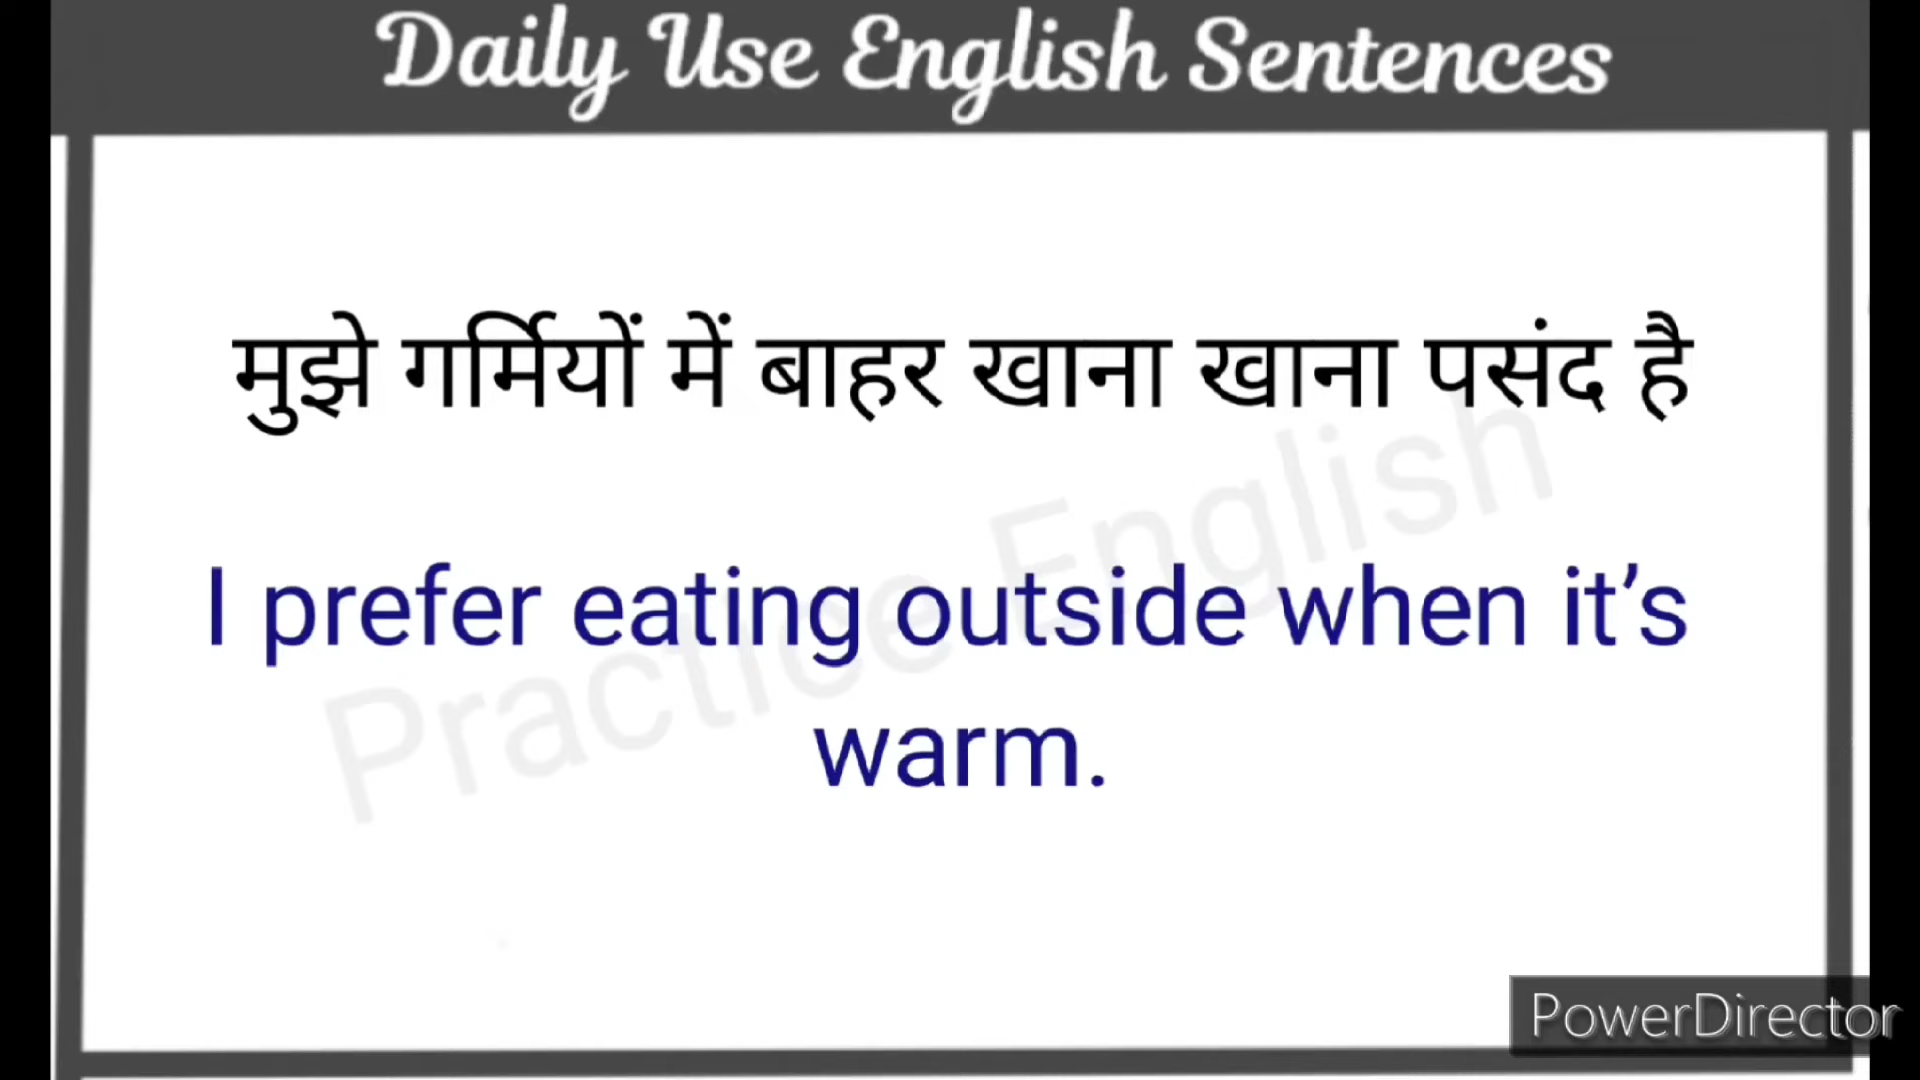 Daily Use English Sentences
मुझे गर्मियों में बाहर खाना खाना पसंद है
I prefer eating outside when it’s
warm.
Practice English
PowerDirector